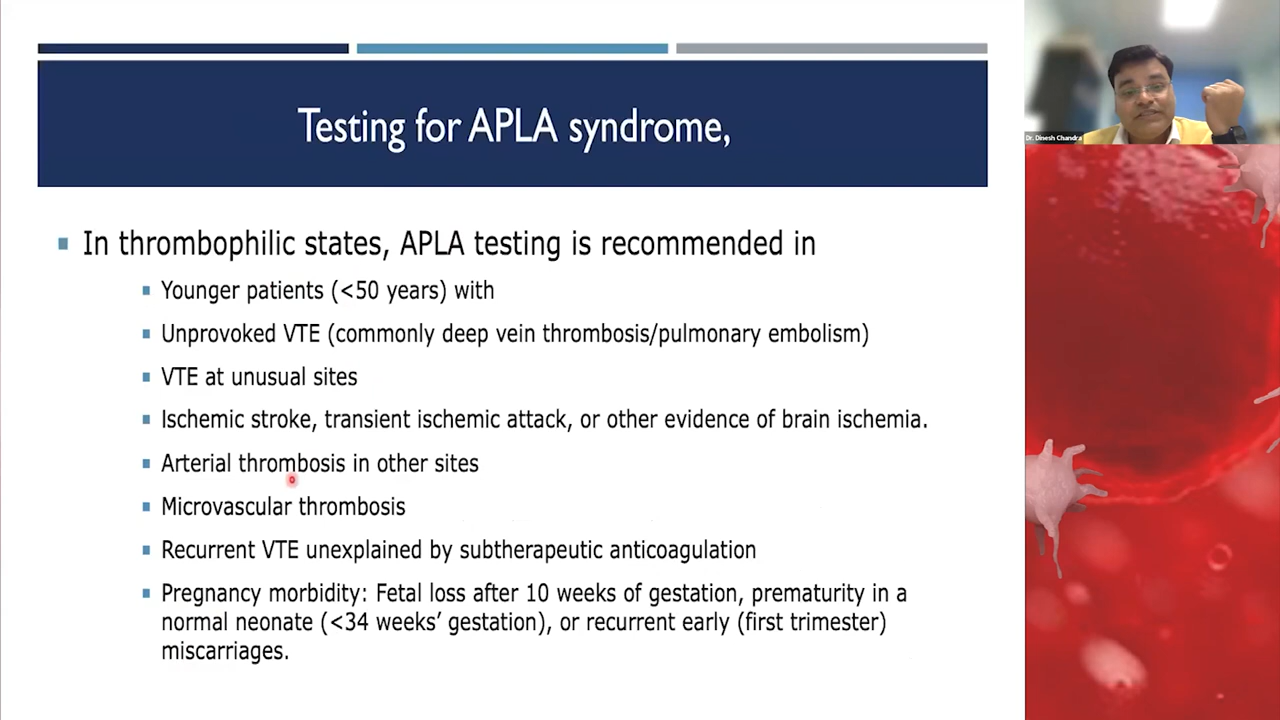 Testing for APLA syndrome,
In thrombophilic states, APLA testing is recommended in
Younger patients (<50 years) with
Unprovoked VTE (commonly deep vein thrombosis/pulmonary embolism)
VTE at unusual sites
Ischemic stroke, transient ischemic attack, or other evidence of brain ischemia.
Arterial thrombosis in other sites
Microvascular thrombosis
Recurrent VTE unexplained by subtherapeutic anticoagulation
Pregnancy morbidity: Fetal loss after 10 weeks of gestation, prematurity in a
normal neonate (<34 weeks’ gestation), or recurrent early (first trimester)
miscarriages.
Dr. Dinesh Chandra